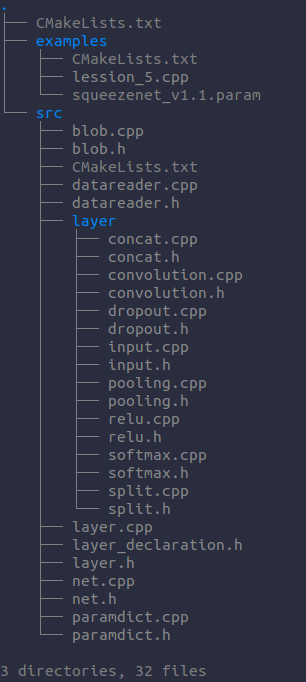 .
├── CMakeLists.txt
├── examples
│   ├── CMakeLists.txt
│   ├── lession_5.cpp
│   └── squeezenet_v1.1.param
└── src
    ├── blob.cpp
    ├── blob.h
    ├── CMakeLists.txt
    ├── datareader.cpp
    ├── datareader.h
    ├── layer
    │   ├── concat.cpp
    │   ├── concat.h
    │   ├── convolution.cpp
    │   ├── convolution.h
    │   ├── dropout.cpp
    │   ├── dropout.h
    │   ├── input.cpp
    │   ├── input.h
    │   ├── pooling.cpp
    │   ├── pooling.h
    │   ├── relu.cpp
    │   ├── relu.h
    │   ├── softmax.cpp
    │   ├── softmax.h
    │   ├── split.cpp
    │   └── split.h
    ├── layer.cpp
    ├── layer_declaration.h
    ├── layer.h
    ├── net.cpp
    ├── net.h
    ├── paramdict.cpp
    └── paramdict.h
3 directories, 32 files